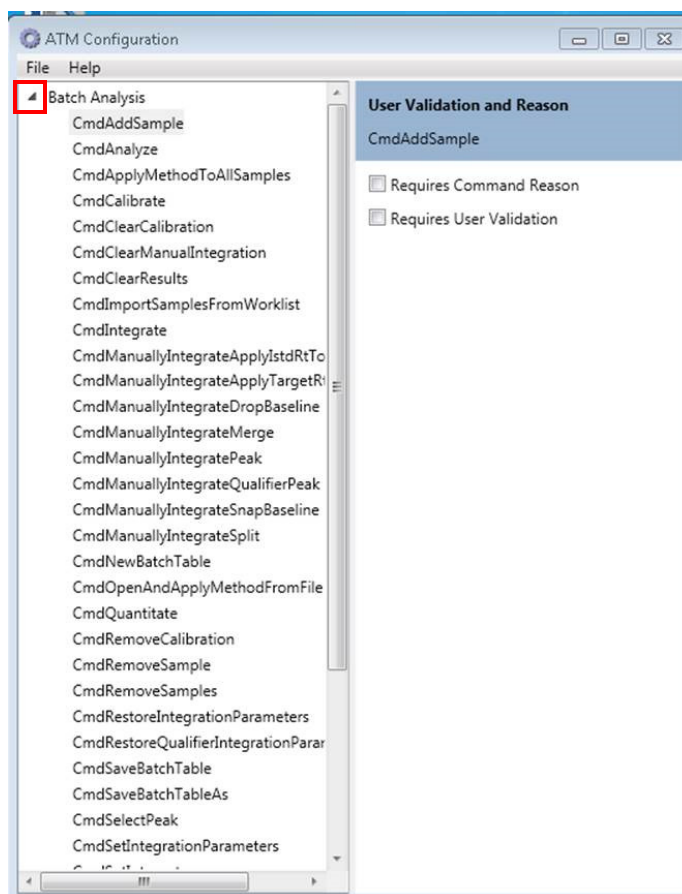 ATM Configuration
File Help
Batch Analysis
CmdAddSample
CmdAnalyze
CmdApplyMethodToAllSamples
CmdCalibrate
CmdClearCalibration
CmdClearManualIntegration
CmdClearResults
CmdImportSamplesFromWorklist
CmdIntegrate
CmdManuallyIntegrateApplyIstdRtTo
CmdManuallyIntegrateApplyTargetRt
CmdManuallyIntegrateDropBaseline
CmdManuallyIntegrateMerge
CmdManuallyIntegratePeak
CmdManuallyIntegrateQualifierPeak
CmdManuallyIntegrateSnapBaseline
CmdManuallyIntegrateSplit
CmdNewBatchTable
CmdOpenAndApplyMethodFromFile
CmdQuantitate
CmdRemoveCalibration
CmdRemoveSample
CmdRemoveSamples
CmdRestoreIntegrationParameters
CmdRestoreQualifierIntegrationParar
CmdSaveBatchTable
CmdSaveBatchTableAs
CmdSelectPeak
CmdSetIntegrationParameters
User Validation and Reason
CmdAddSample
Requires Command Reason
Requires User Validation